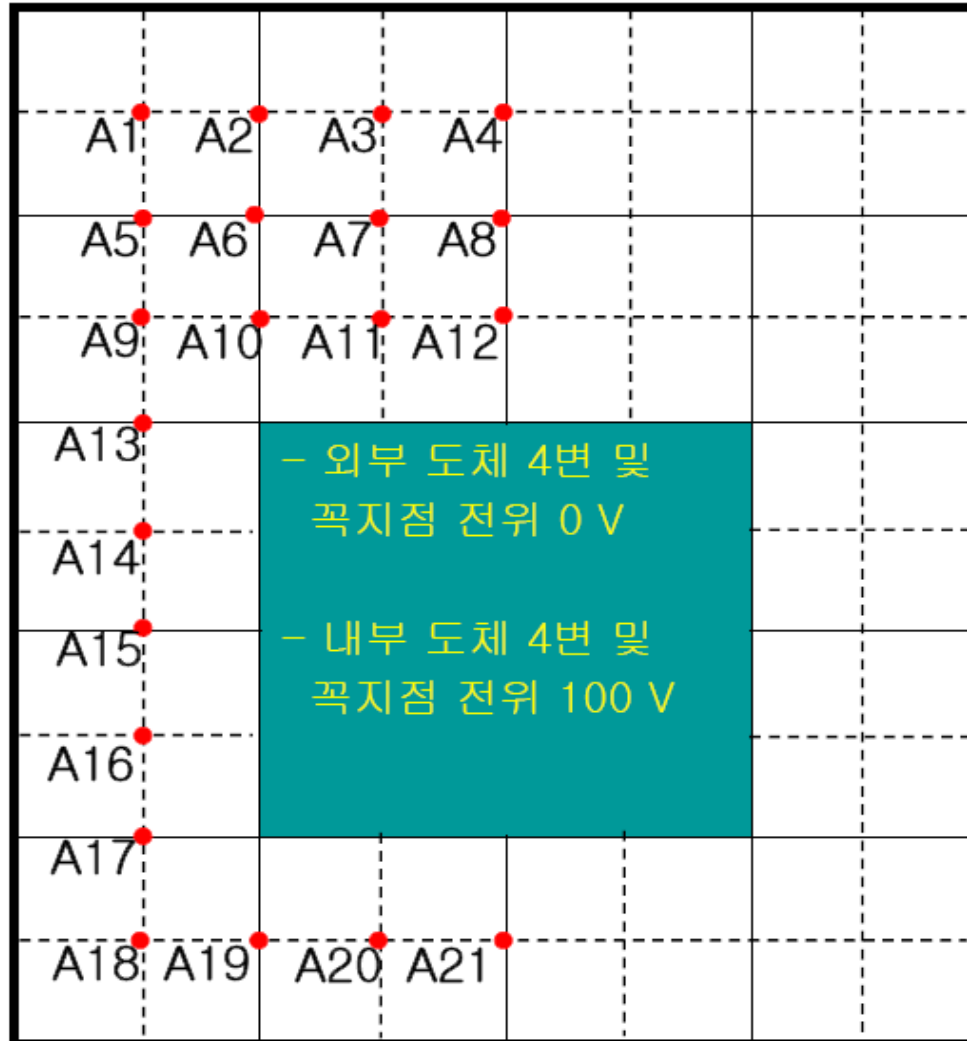 A1 A2 A3 A4
A5 A6 A7 A8
A9 A10 A11 A12
A13
- 외부 도체 4변 및
꼭지점 전위 0 V
A14
- 내부 도체 4변 및
A15
꼭지점 전위 100 V
A16
A17
A18 A19 A20 A21